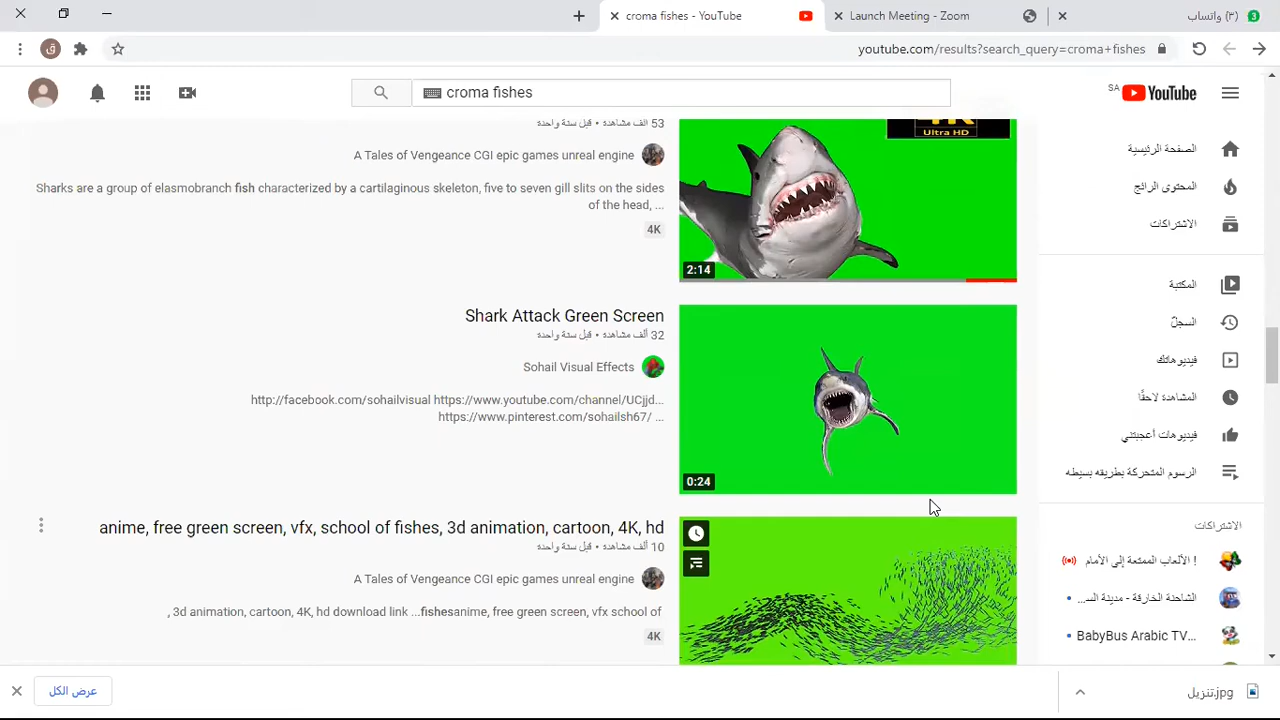 croma fishes - YouTube
Launch Meeting - Zoom
(٣) واتساب
3
ق
youtube.com/results?search_query=croma+fishes
croma fishes
YouTube SA
53 ألف مشاهدة • قبل سنة واحدة
A Tales of Vengeance CGI epic games unreal engine
Sharks are a group of elasmobranch fish characterized by a cartilaginous skeleton, five to seven gill slits on the sides
of the head, ...
4K
Ultra HD
2:14
Shark Attack Green Screen
32 ألف مشاهدة • قبل سنة واحدة
Sohail Visual Effects
http://facebook.com/sohailvisual https://www.youtube.com/channel/UCjjd...
https://www.pinterest.com/sohailsh67/ ...
0:24
anime, free green screen, vfx, school of fishes, 3d animation, cartoon, 4K, hd
10 ألف مشاهدة • قبل سنة واحدة
A Tales of Vengeance CGI epic games unreal engine
, 3d animation, cartoon, 4K, hd download link ...fishesanime, free green screen, vfx school of
4K
الصفحة الرئيسية
المحتوى الرائج
الاشتراكات
المكتبة
السجلّ
فيديوهاتك
المشاهدة لاحقًا
فيديوهات أعجبتني
الرسوم المتحركة بطريقه بسيطه
الاشتراكات
الألعاب الممتعة إلى الأمام !
الشاحنة الخارقة - مدينة الس...
BabyBus Arabic TV...
عرض الكل
تنزيل.jpg